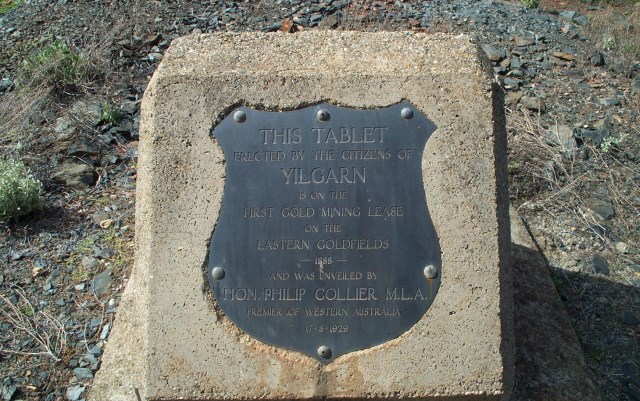 THIS TABLET
ERECTED BY THE CITIZENS OF
YILGARN
IS ON THE
FIRST GOLD MINING LEASE
ON THE
EASTERN GOLDFIELDS
— 1888 —
AND WAS UNVEILED BY
HON. PHILIP COLLIER M.L.A.
PREMIER OF WESTERN AUSTRALIA
17-8-1929